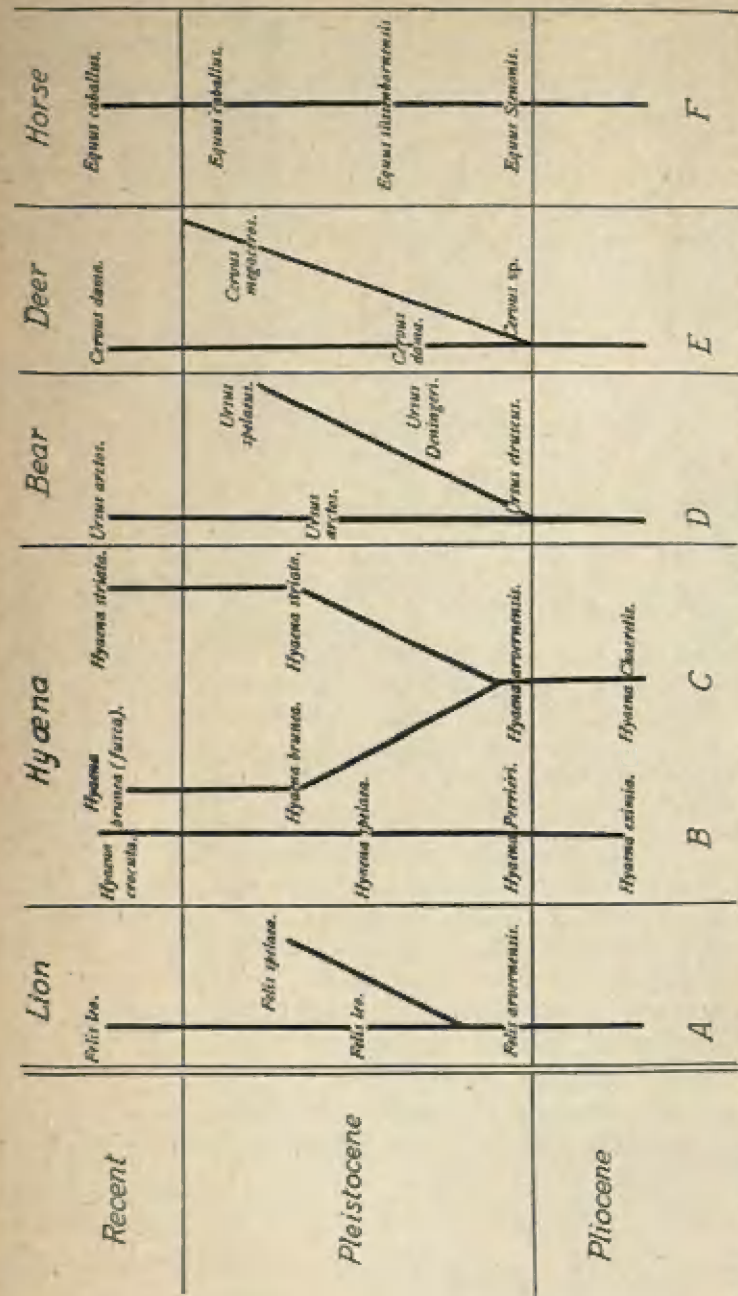 Lion
Hyæna
Bear
Deer
Horse
Recent
Felis leo.
Hyaena
crocuta.
Hyaena
brunea (fusca).
Hyaena striata.
Ursus arctos.
Cervus dama.
Equus caballus.
Pleistocene
Felis spelaea.
Felis leo.
Felis arvernensis.
Hyaena spelaea.
Hyaena Perrieri.
Hyaena brunea.
Hyaena striata.
Hyaena arvernensis.
Ursus
spelaeus.
Ursus
arctos.
Ursus
Deningeri.
Ursus etruscus.
Cervus
megaceros.
Cervus
dama.
Cervus sp.
Equus caballus.
Equus süssenbornensis
Equus Stenonis.
Pliocene
Hyaena eximia.
Hyaena Chaeretis.
A
B
C
D
E
F